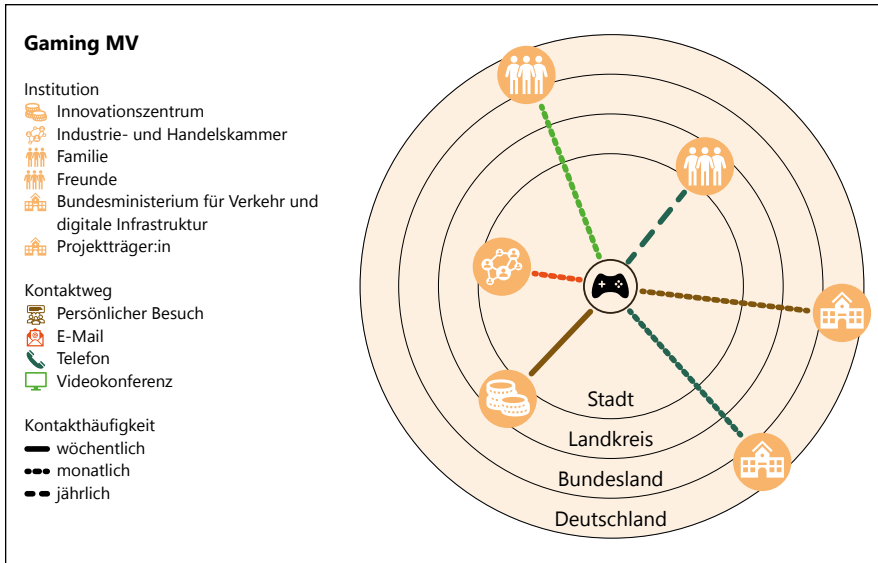 Gaming MV
Institution
Innovationszentrum
Industrie- und Handelskammer
Familie
Freunde
Bundesministerium für Verkehr und
digitale Infrastruktur
Projektträger:in
Kontaktweg
Persönlicher Besuch
E-Mail
Telefon
Videokonferenz
Kontakthäufigkeit
wöchentlich
monatlich
jährlich
Stadt
Landkreis
Bundesland
Deutschland